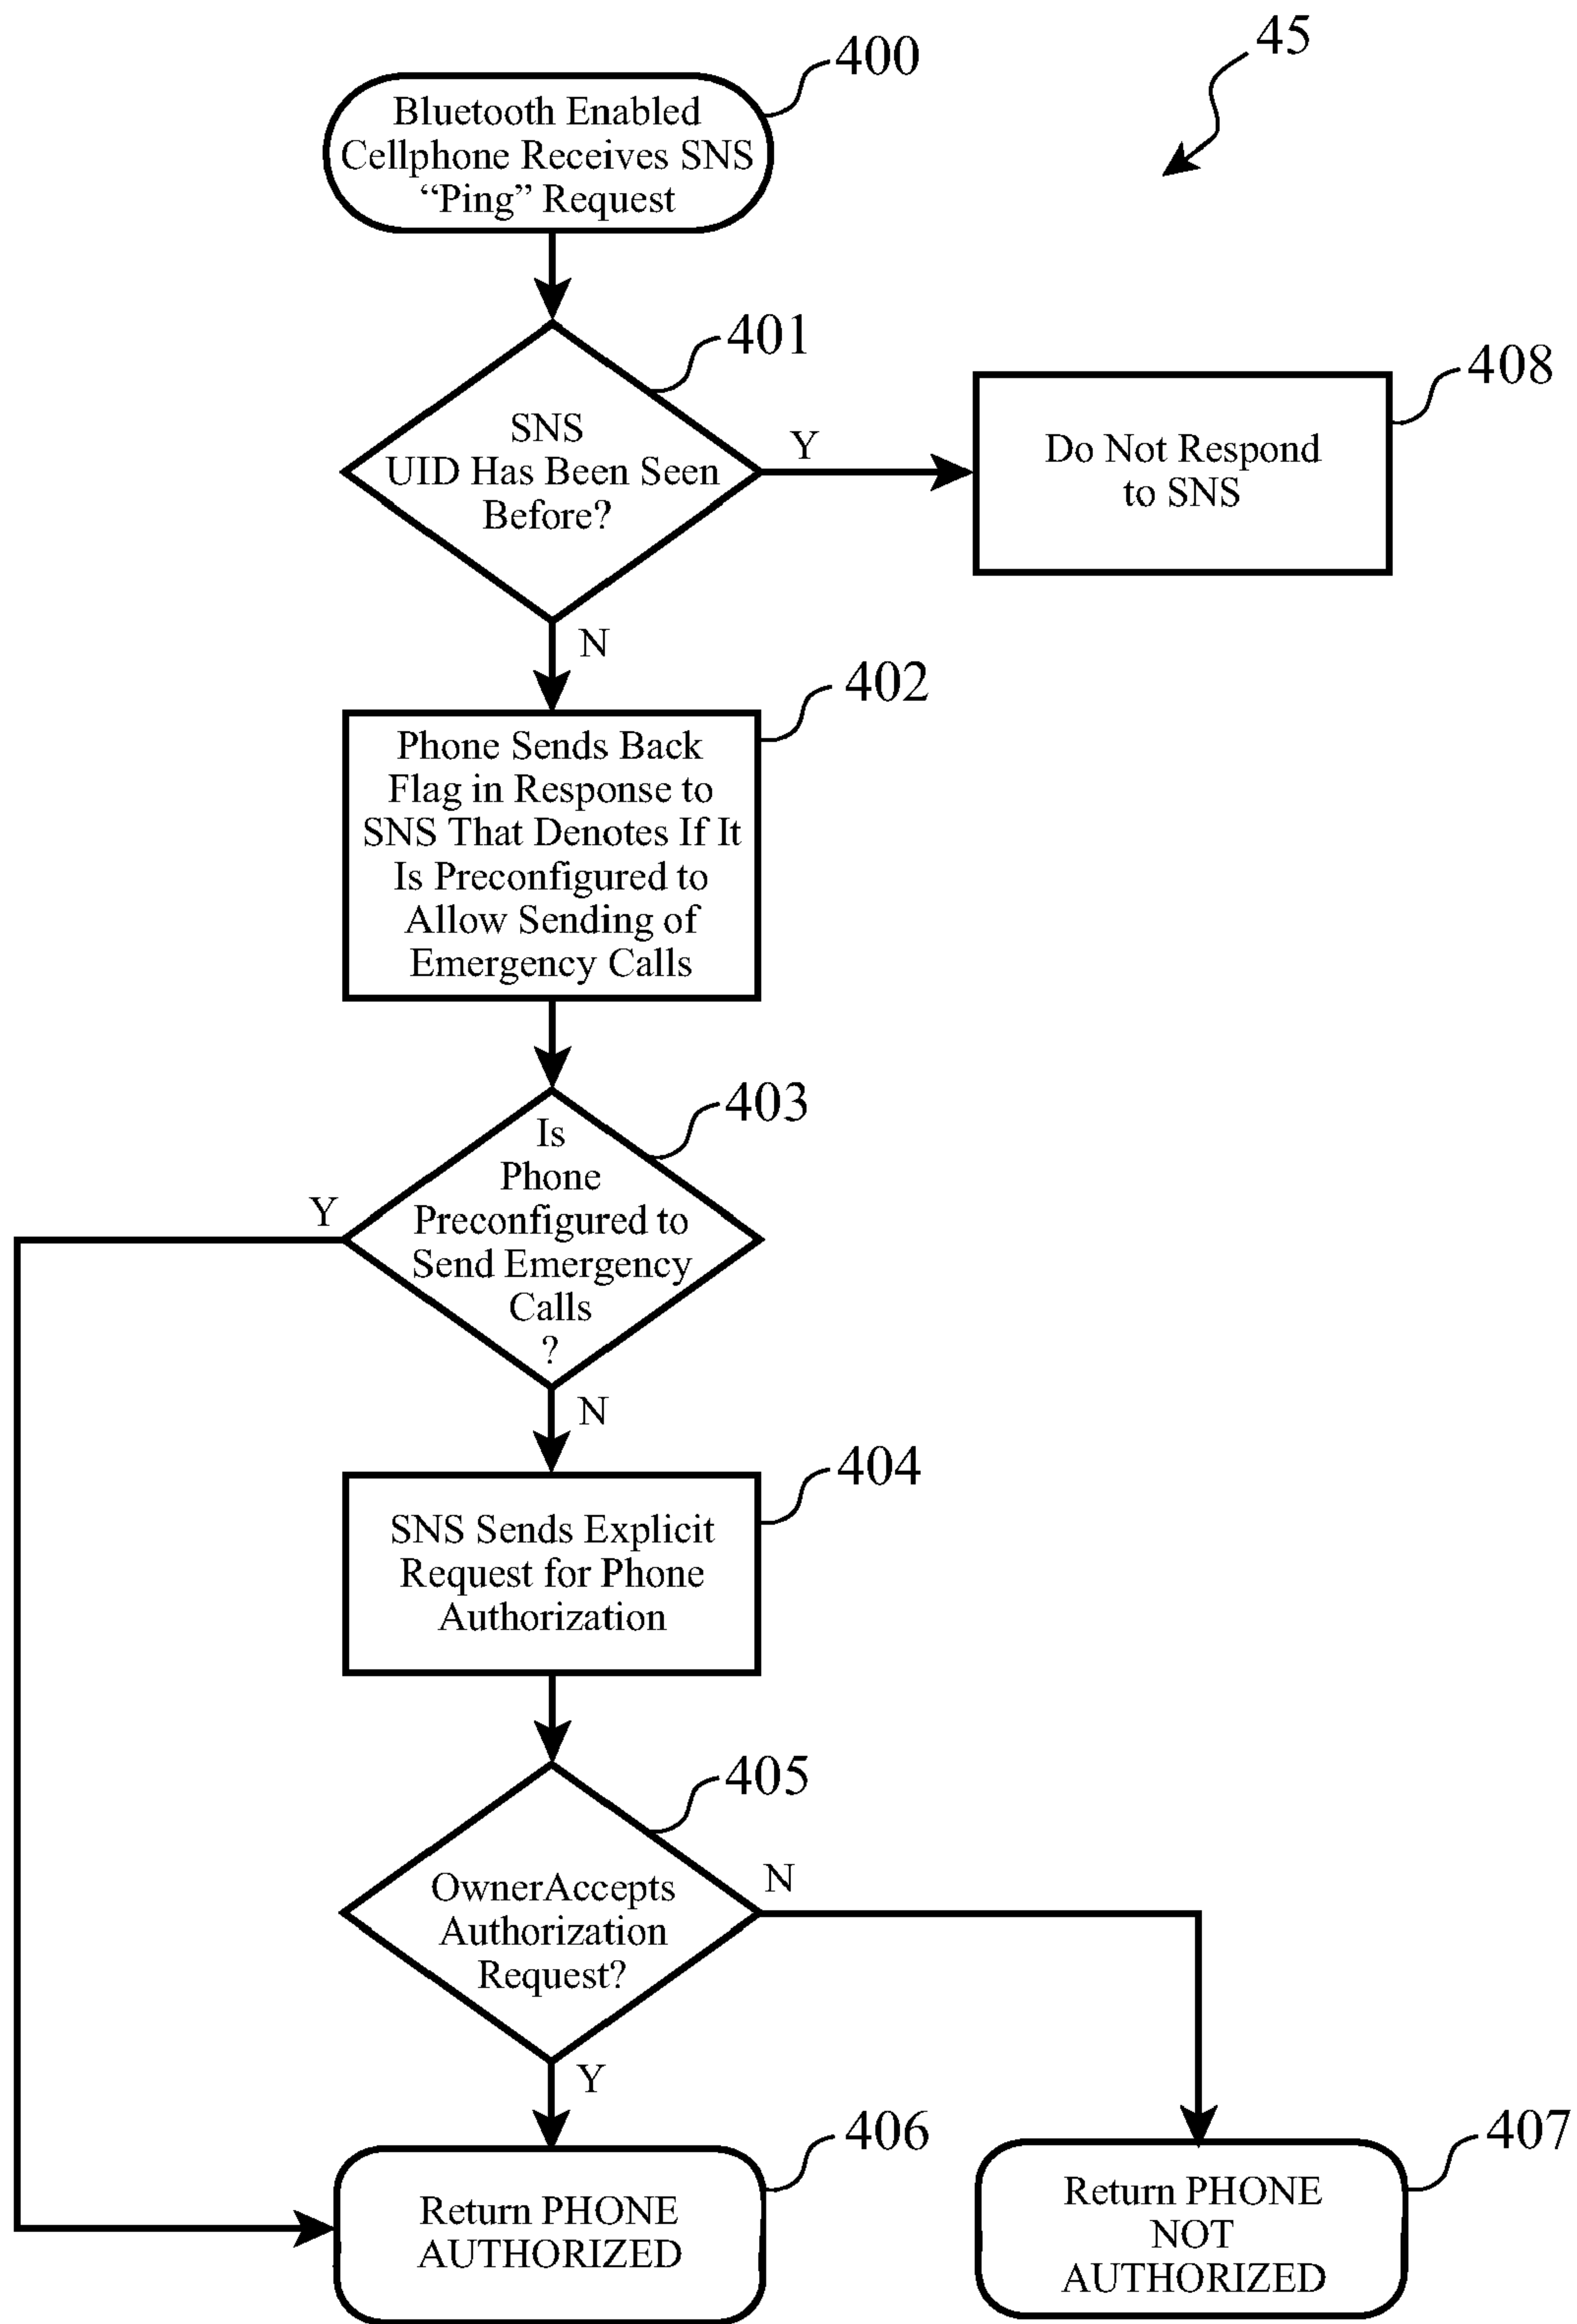 45
400
Bluetooth Enabled
Cellphone Receives SNS
“Ping” Request
401
SNS
UID Has Been Seen
Before?
Y
408
Do Not Respond
to SNS
N
402
Phone Sends Back
Flag in Response to
SNS That Denotes If It
Is Preconfigured to
Allow Sending of
Emergency Calls
403
Is
Phone
Preconfigured to
Send Emergency
Calls
?
Y
N
404
SNS Sends Explicit
Request for Phone
Authorization
405
OwnerAccepts
Authorization
Request?
N
Y
406
Return PHONE
AUTHORIZED
407
Return PHONE
NOT
AUTHORIZED